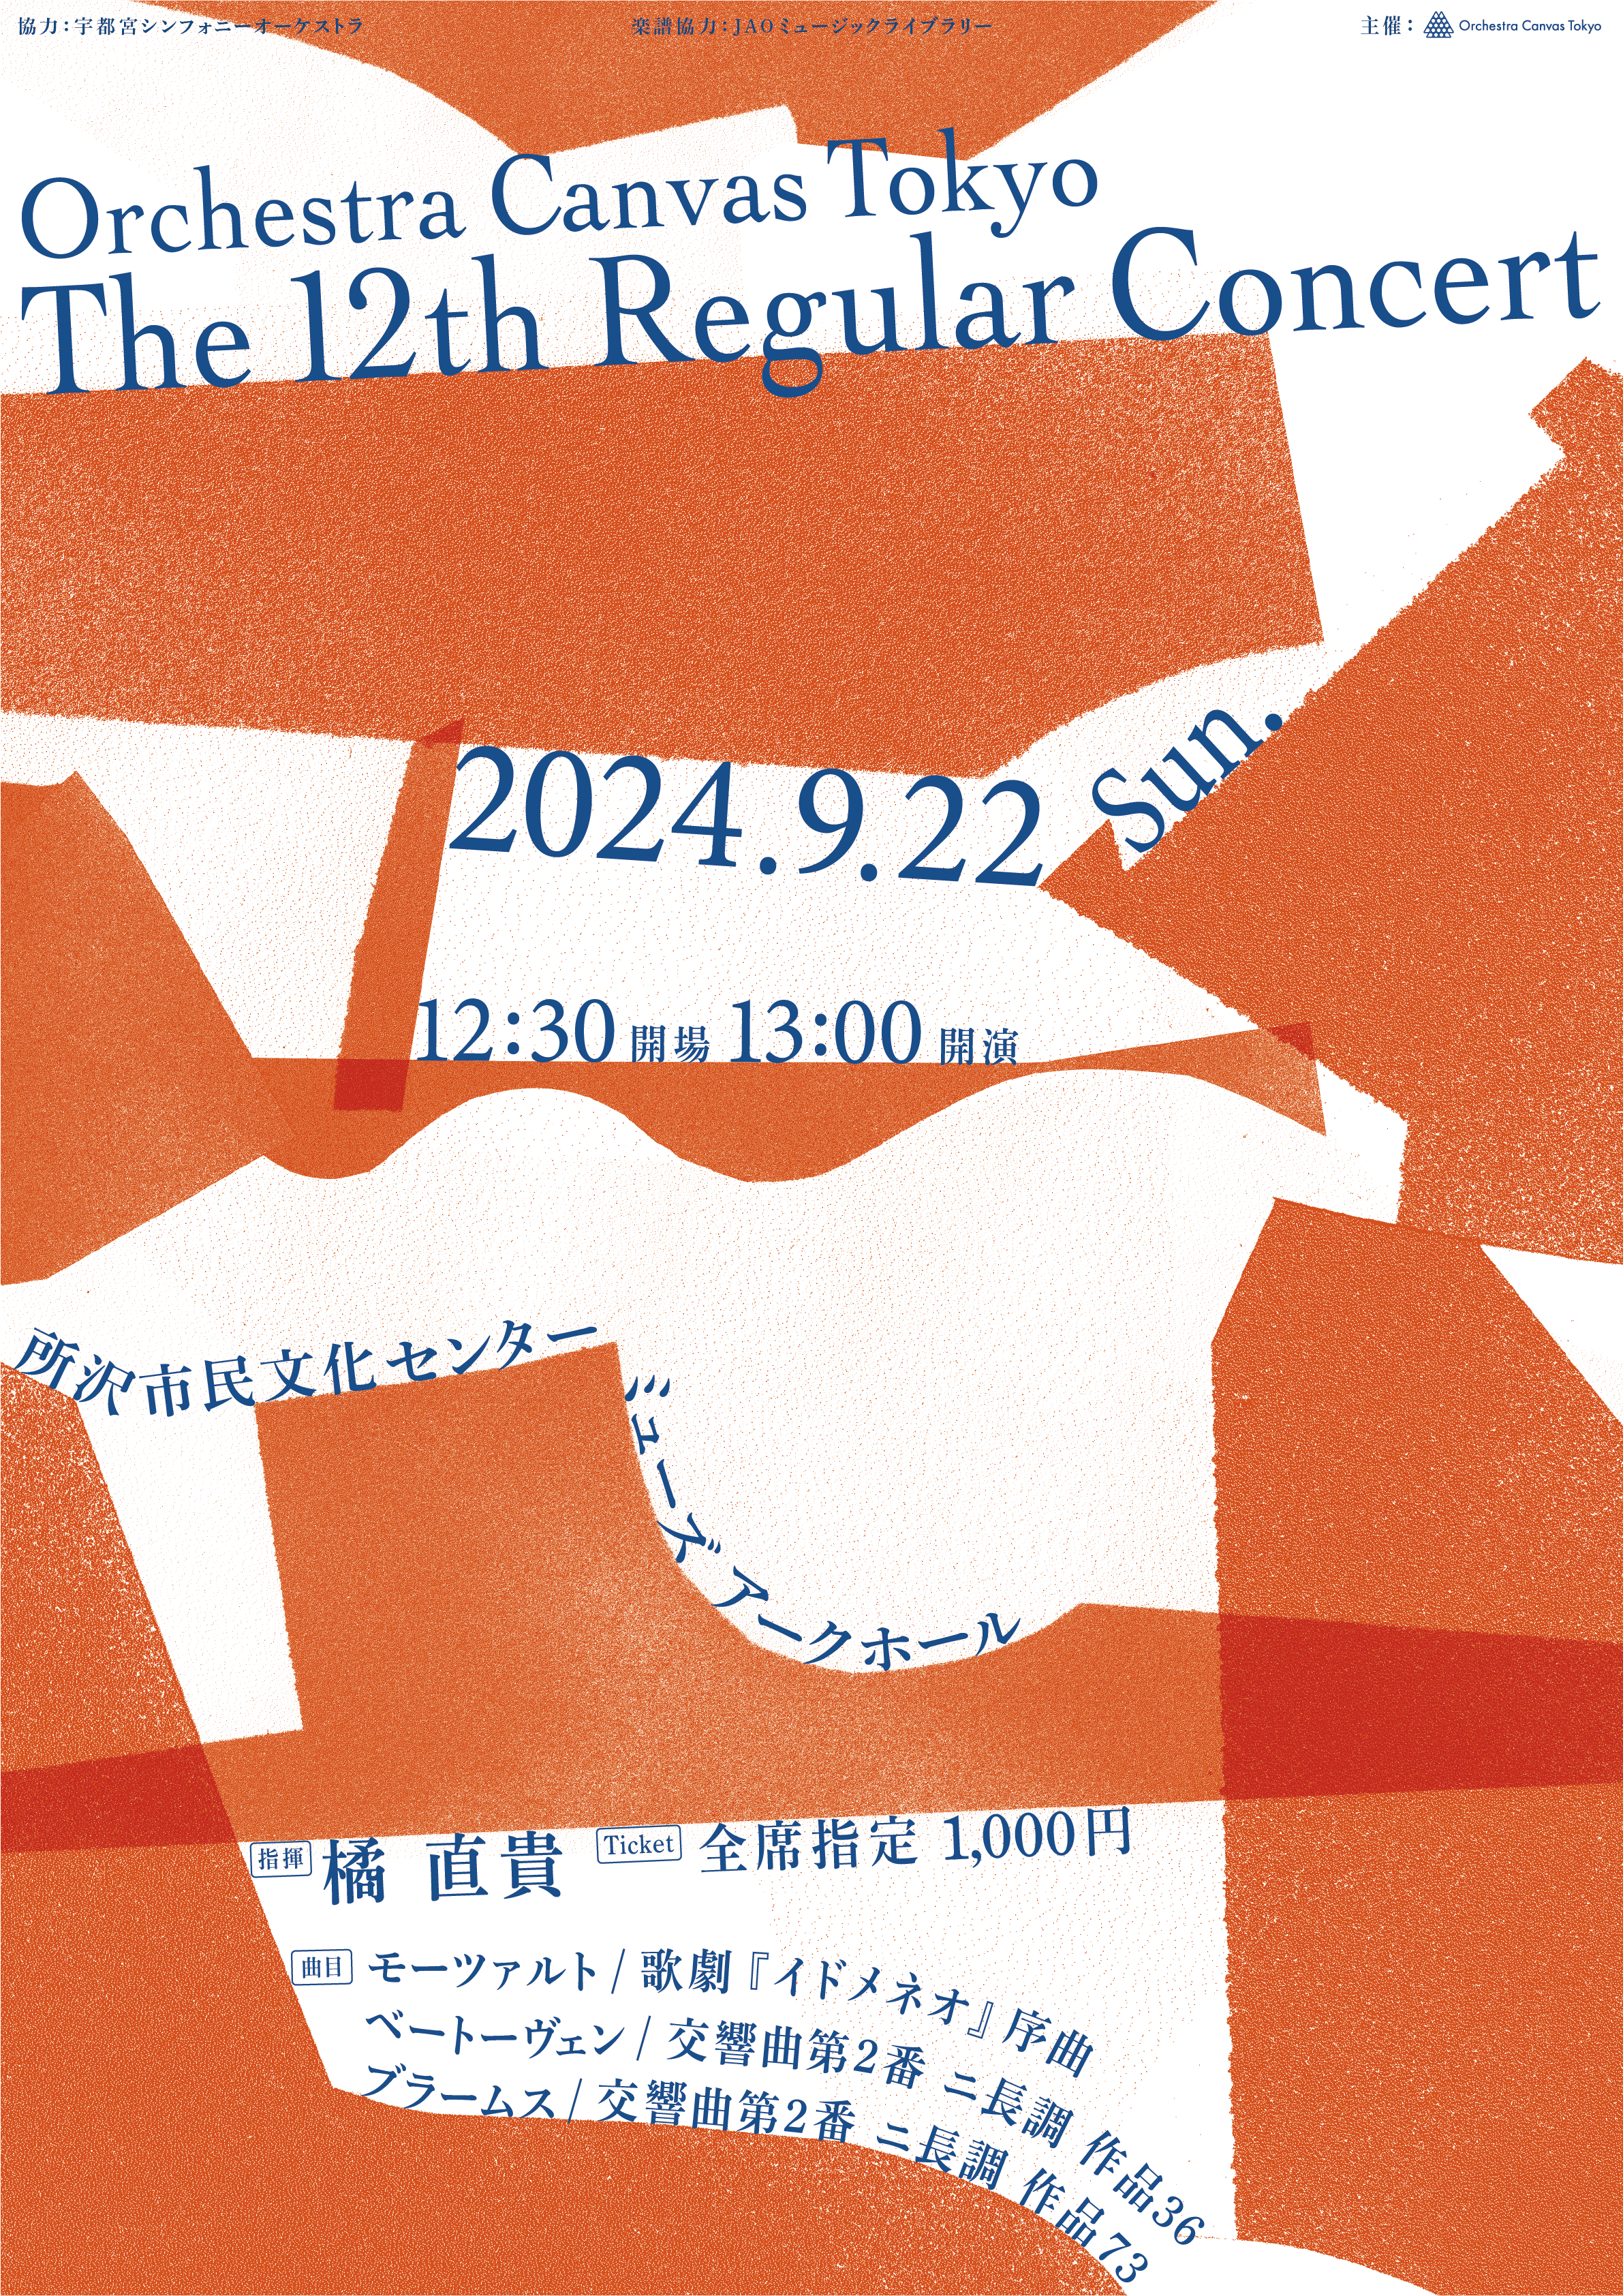 協力：宇都宮シンフォニーオーケストラ
楽譜協力：JAOミュージックライブラリー
主催： Orchestra Canvas Tokyo
Orchestra Canvas Tokyo
The 12th Regular Concert
2024.9.22 Sun.
12:30 開場 13:00 開演
所沢市民文化センター
ミューズ アークホール
指揮 橘 直貴 Ticket 全席指定 1,000円
曲目 モーツァルト/歌劇『イドメネオ』序曲
ベートーヴェン/交響曲第2番 ニ長調 作品36
ブラームス/交響曲第2番 ニ長調 作品73